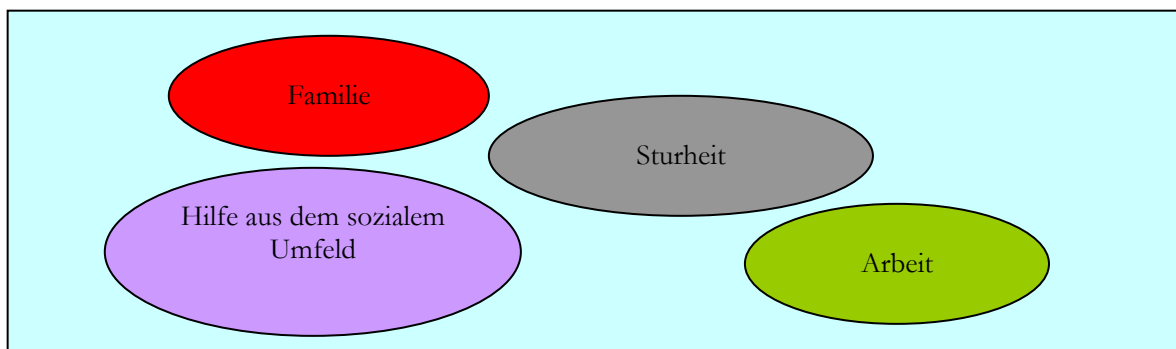 Familie
Sturheit
Hilfe aus dem sozialem
Umfeld
Arbeit